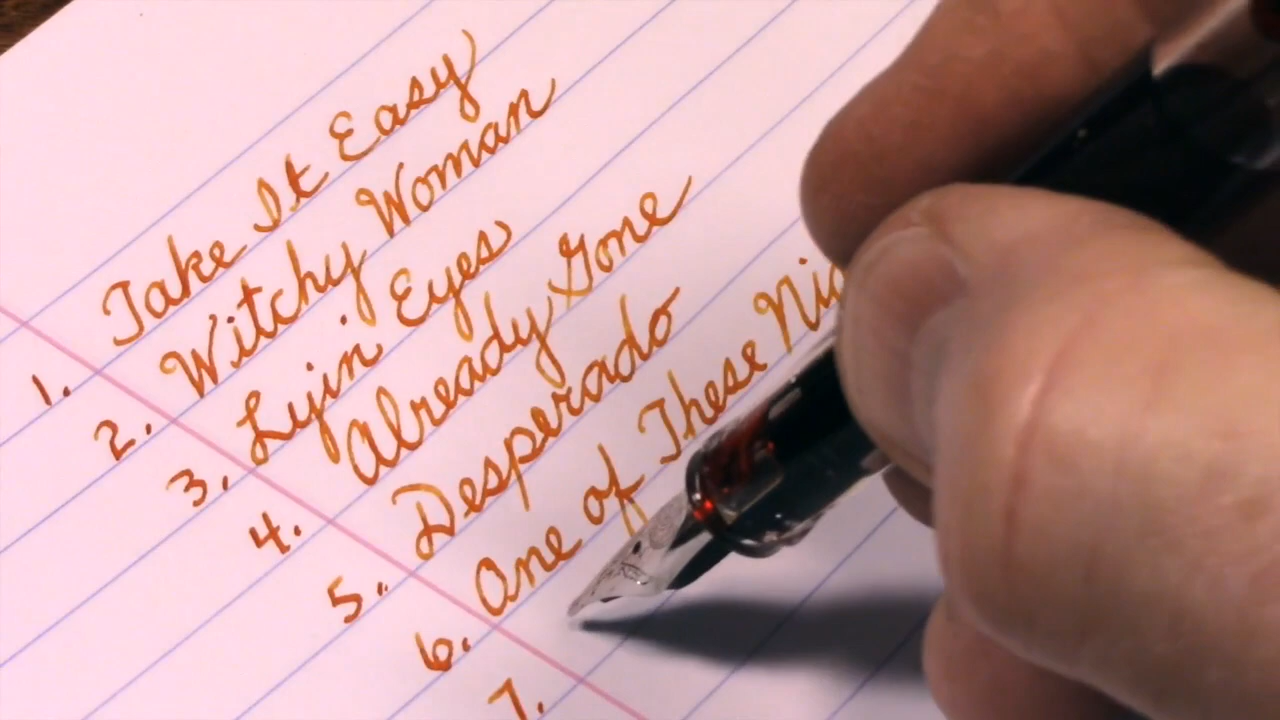 1. Take It Easy
2. Witchy Woman
3. Lyin Eyes
4. Already Gone
5. Desperado
6. One of These
7.